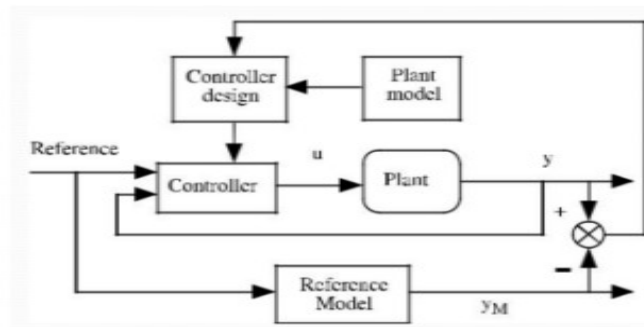 Controller
design
Plant
model
Reference
u
y
Controller
Plant
+
-
Reference
Model
yM